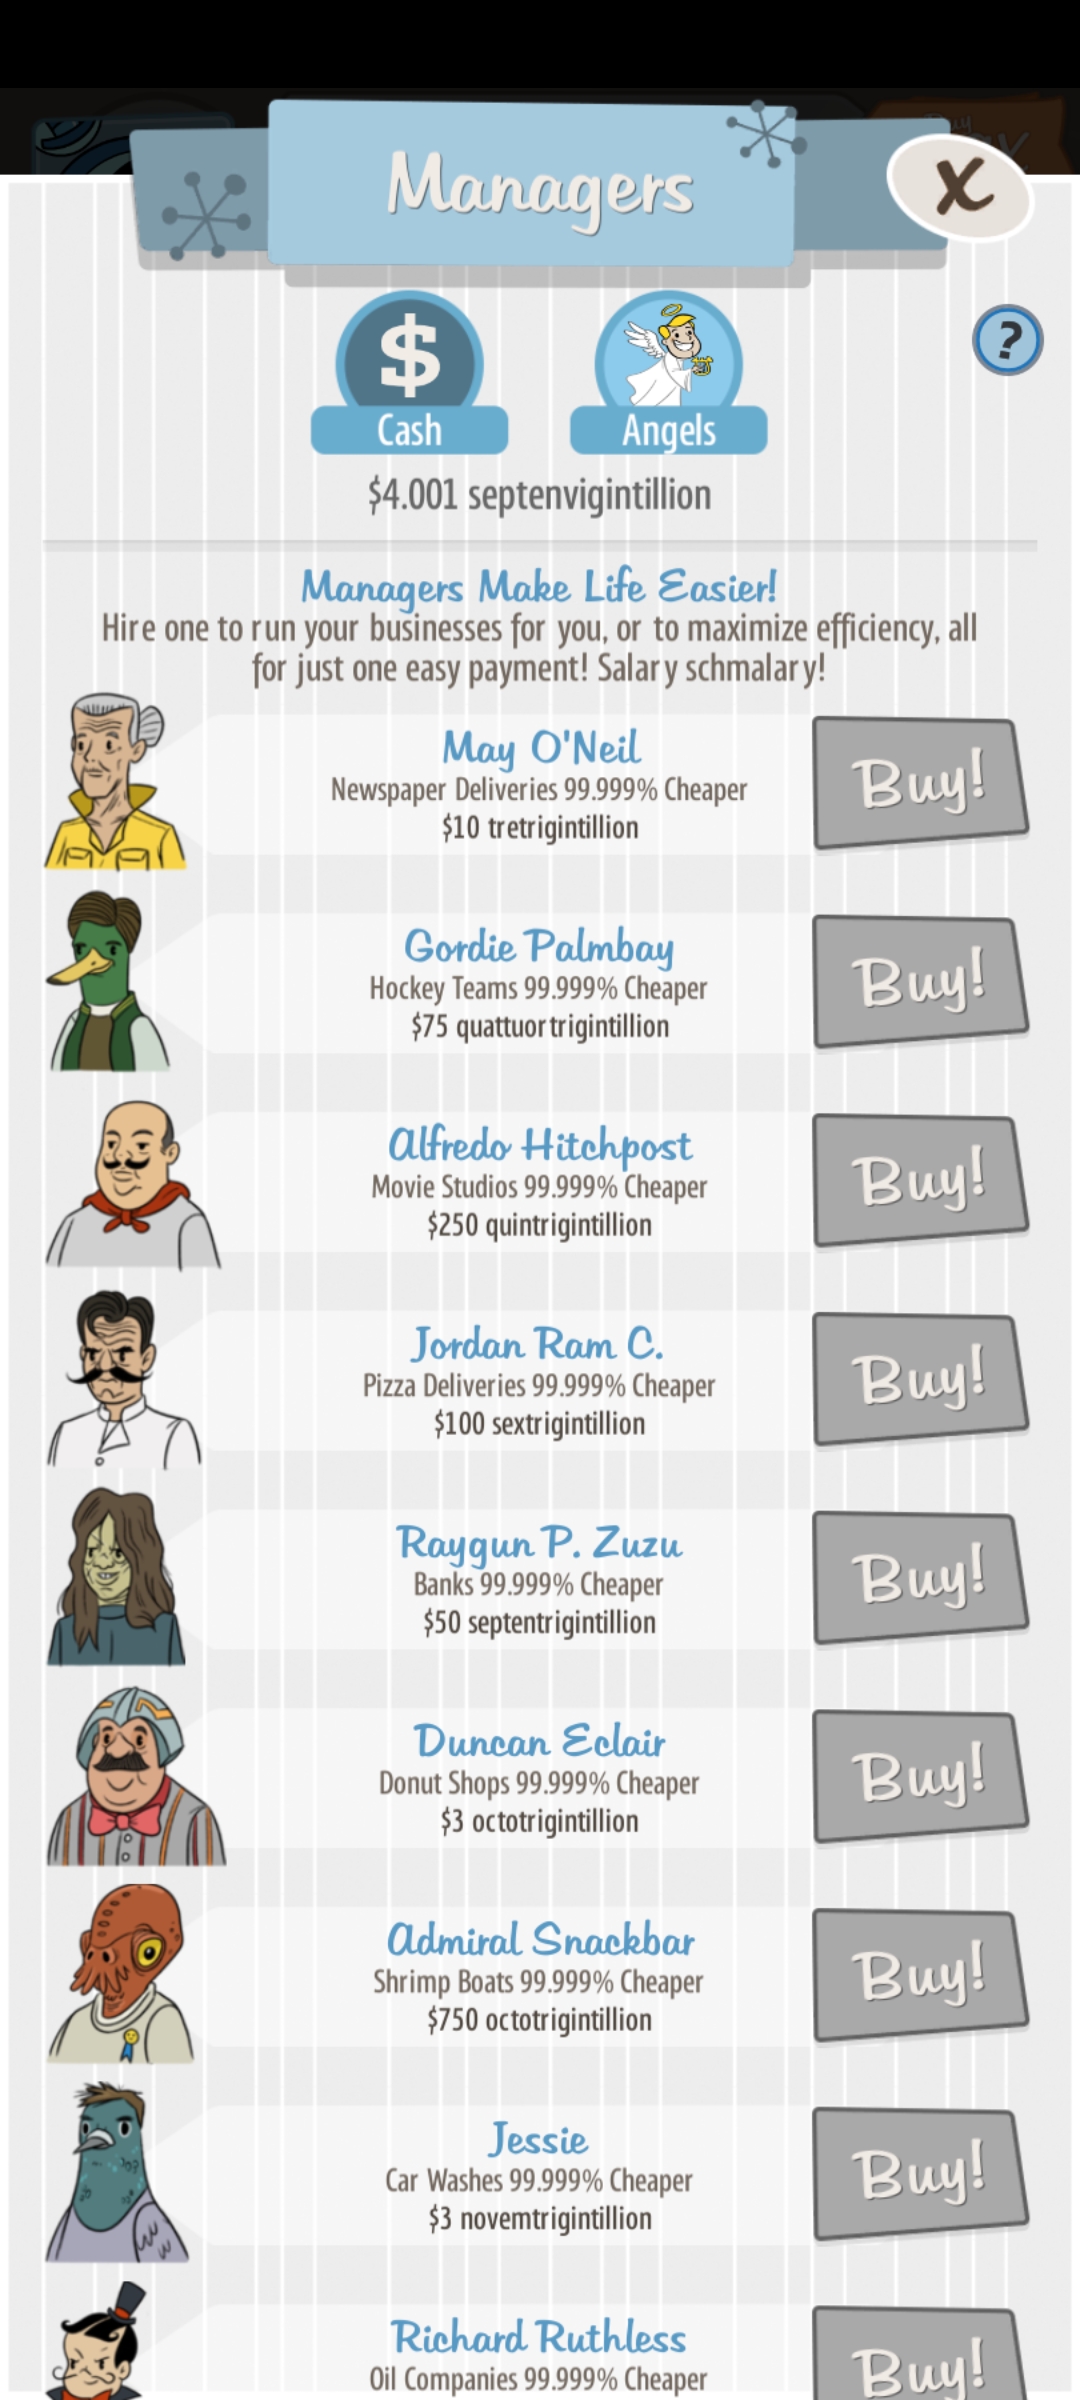 Managers
X
$
?
Cash
Angels
$4.001 septenvigintillion
Managers Make Life Easier!
Hire one to run your businesses for you, or to maximize efficiency, all
for just one easy payment! Salary schmalary!
May O'Neil
Newspaper Deliveries 99.999% Cheaper
$10 tretrigintillion
Buy!
Gordie Palmbay
Hockey Teams 99.999% Cheaper
$75 quattuortrigintillion
Buy!
Alfredo Hitchpost
Movie Studios 99.999% Cheaper
$250 quintrigintillion
Buy!
Jordan Ram C.
Pizza Deliveries 99.999% Cheaper
$100 sextrigintillion
Buy!
Raygun P. Zuzu
Banks 99.999% Cheaper
$50 septentrigintillion
Buy!
Duncan Eclair
Donut Shops 99.999% Cheaper
$3 octotrigintillion
Buy!
Admiral Snackbar
Shrimp Boats 99.999% Cheaper
$750 octotrigintillion
Buy!
Jessie
Car Washes 99.999% Cheaper
$3 novemtrigintillion
Buy!
Richard Ruthless
Oil Companies 99.999% Cheaper
Buy!